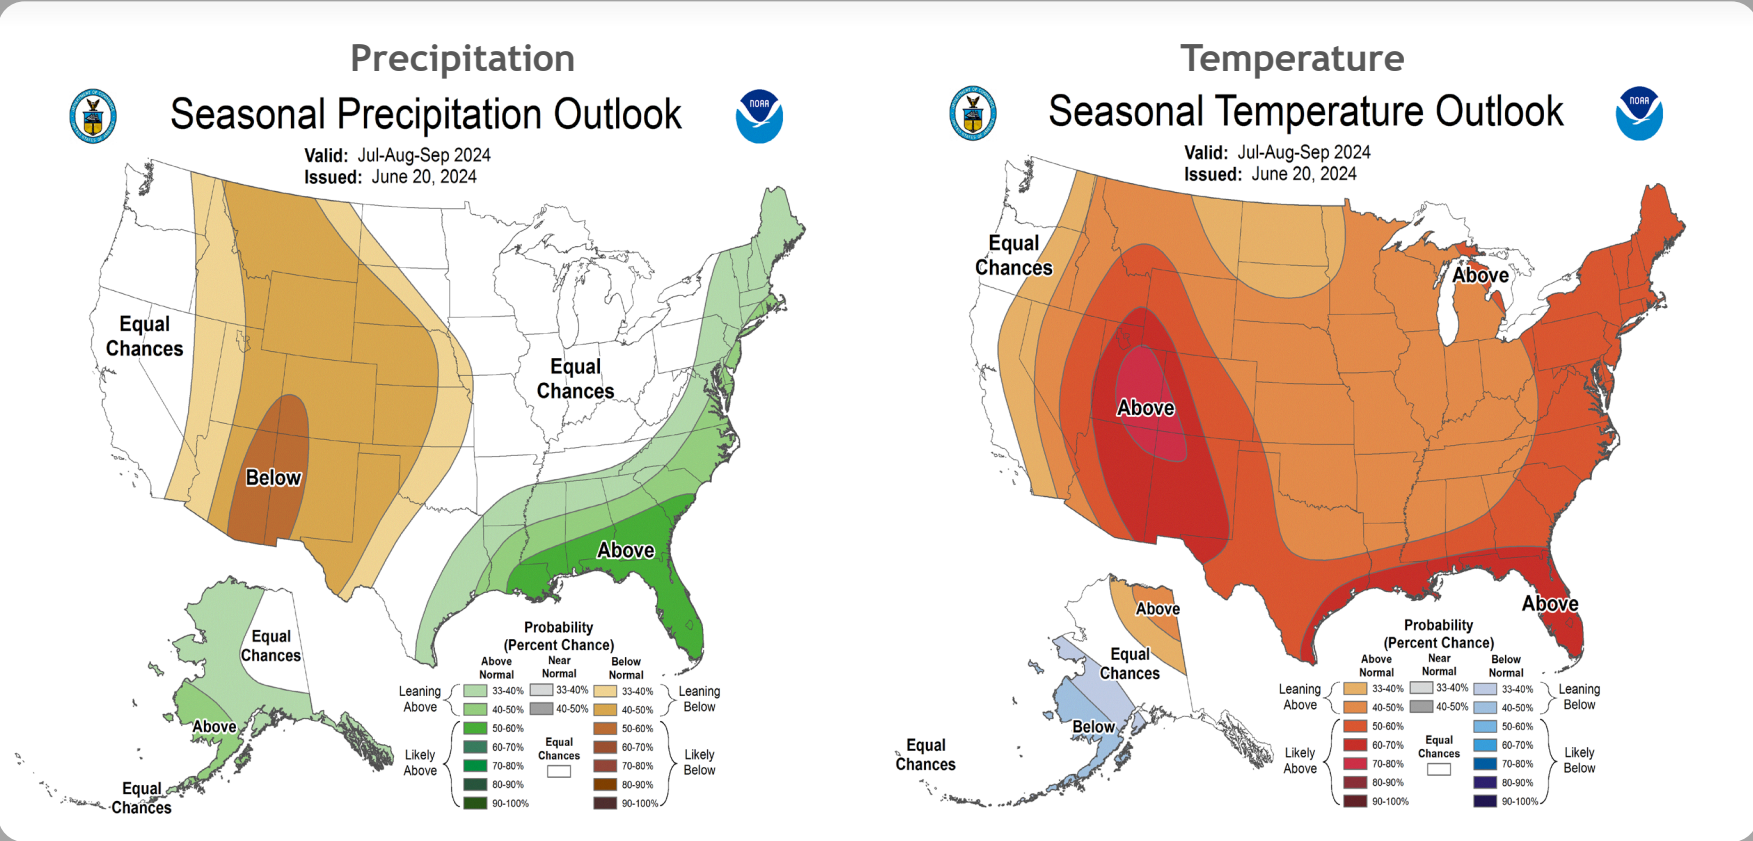 Precipitation
Seasonal Precipitation Outlook
NOAA
Valid: Jul-Aug-Sep 2024
Issued: June 20, 2024
Equal
Chances
Equal
Chances
Below
Above
Equal
Chances
Above
Equal
Chances
Probability
(Percent Chance)
Above
Normal
Near
Normal
Below
Normal
Leaning
Above
33-40%
33-40%
33-40%
Leaning
Below
40-50%
40-50%
40-50%
Likely
Above
50-60%
50-60%
60-70%
60-70%
70-80%
70-80%
80-90%
80-90%
90-100%
90-100%
Equal
Chances
Likely
Below
Temperature
Seasonal Temperature Outlook
NOAA
Valid: Jul-Aug-Sep 2024
Issued: June 20, 2024
Equal
Chances
Above
Above
Above
Above
Equal
Chances
Below
Equal
Chances
Probability
(Percent Chance)
Above
Normal
Near
Normal
Below
Normal
Leaning
Above
33-40%
33-40%
33-40%
Leaning
Below
40-50%
40-50%
40-50%
Likely
Above
50-60%
50-60%
60-70%
60-70%
70-80%
70-80%
80-90%
80-90%
90-100%
90-100%
Equal
Chances
Likely
Below